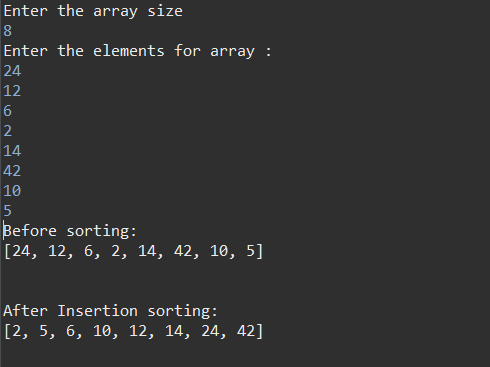 Enter the array size
8
Enter the elements for array :
24
12
6
2
14
42
10
5
Before sorting:
[24, 12, 6, 2, 14, 42, 10, 5]
After Insertion sorting:
[2, 5, 6, 10, 12, 14, 24, 42]